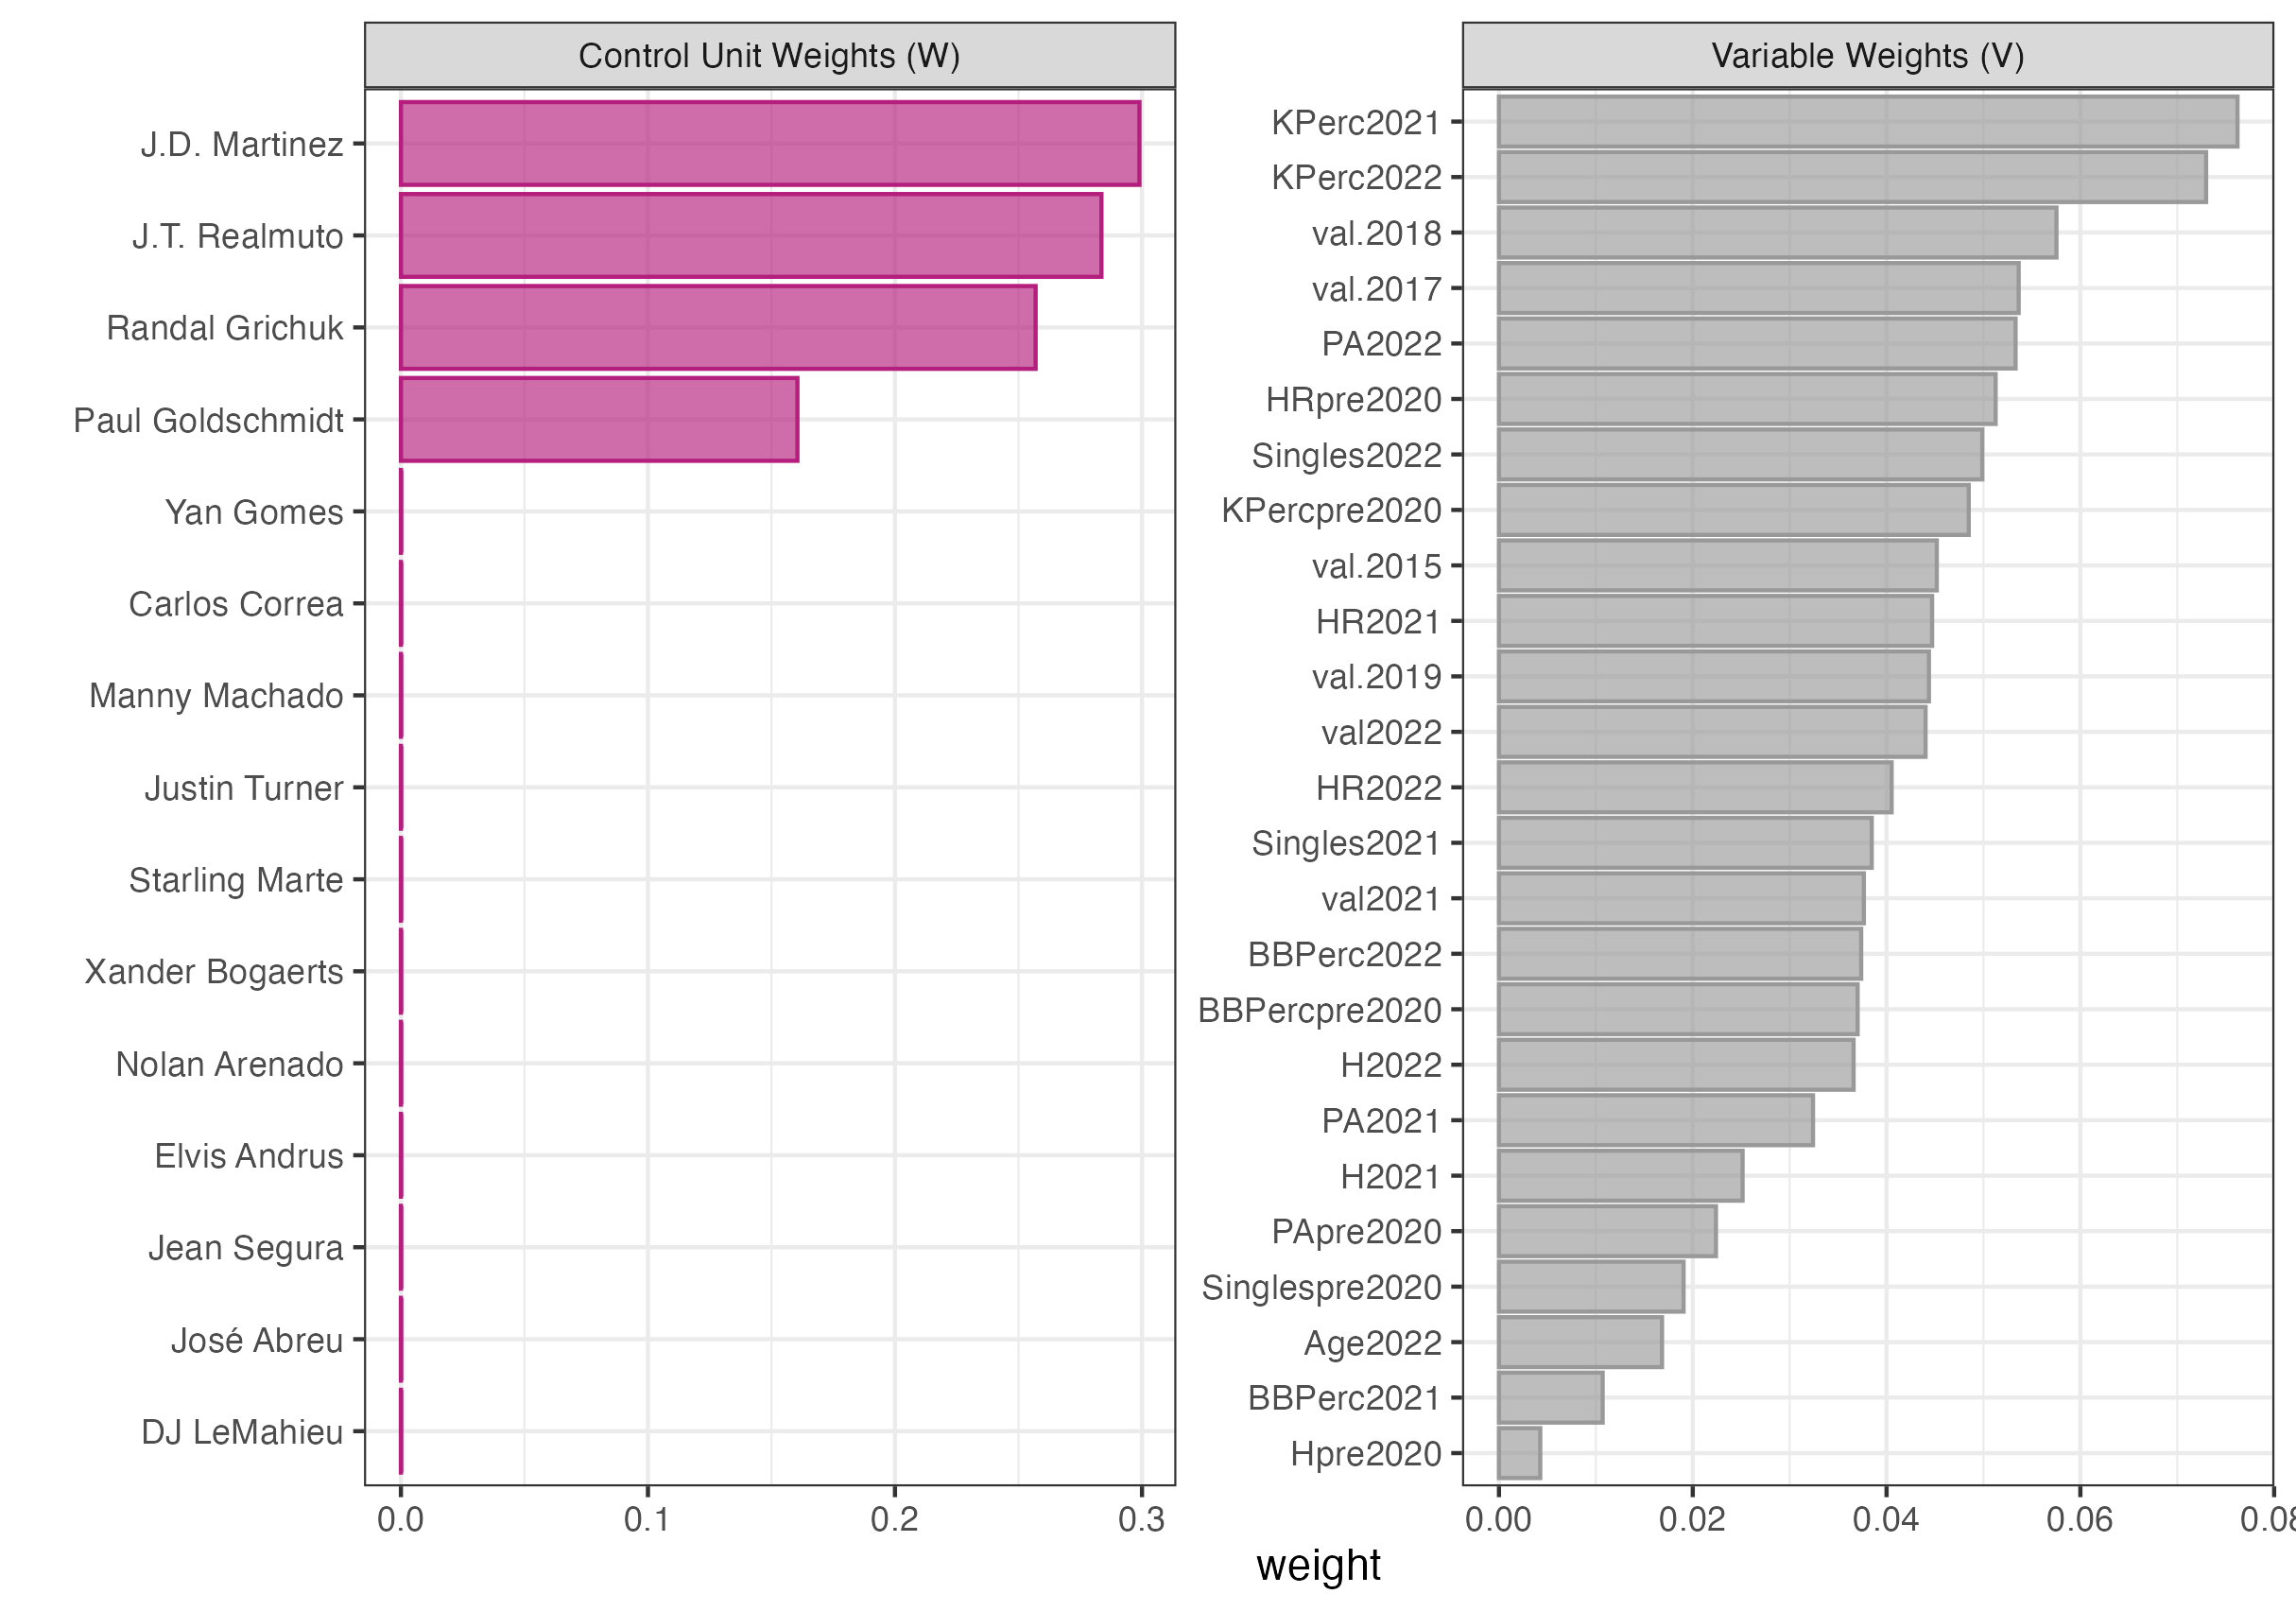 Control Unit Weights (W)
J.D. Martinez
J.T. Realmuto
Randal Grichuk
Paul Goldschmidt
Yan Gomes
Carlos Correa
Manny Machado
Justin Turner
Starling Marte
Xander Bogaerts
Nolan Arenado
Elvis Andrus
Jean Segura
José Abreu
DJ LeMahieu
0.0 0.1 0.2 0.3
Variable Weights (V)
KPerc2021
KPerc2022
val.2018
val.2017
PA2022
HRpre2020
Singles2022
KPercpre2020
val.2015
HR2021
val.2019
val2022
HR2022
Singles2021
val2021
BBPerc2022
BBPercpre2020
H2022
PA2021
H2021
PApre2020
Singlespre2020
Age2022
BBPerc2021
Hpre2020
0.00 0.02 0.04 0.06 0.08
weight